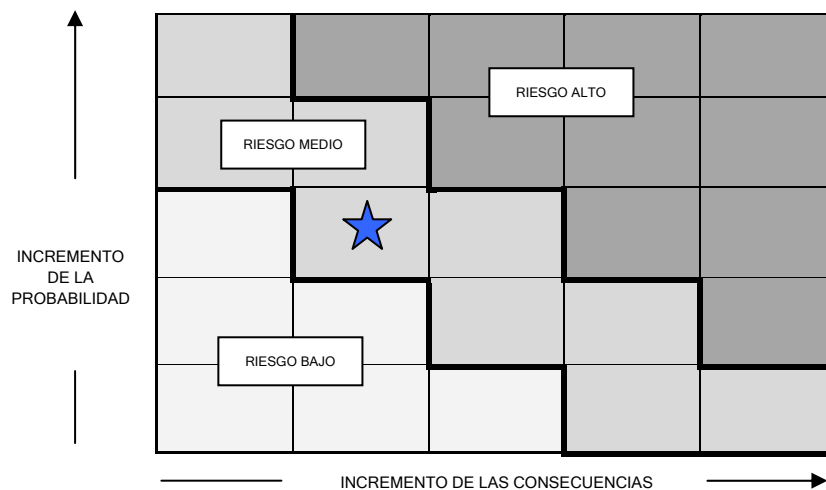 RIESGO ALTO
RIESGO MEDIO
INCREMENTO
DE LA
PROBABILIDAD
RIESGO BAJO
INCREMENTO DE LAS CONSECUENCIAS